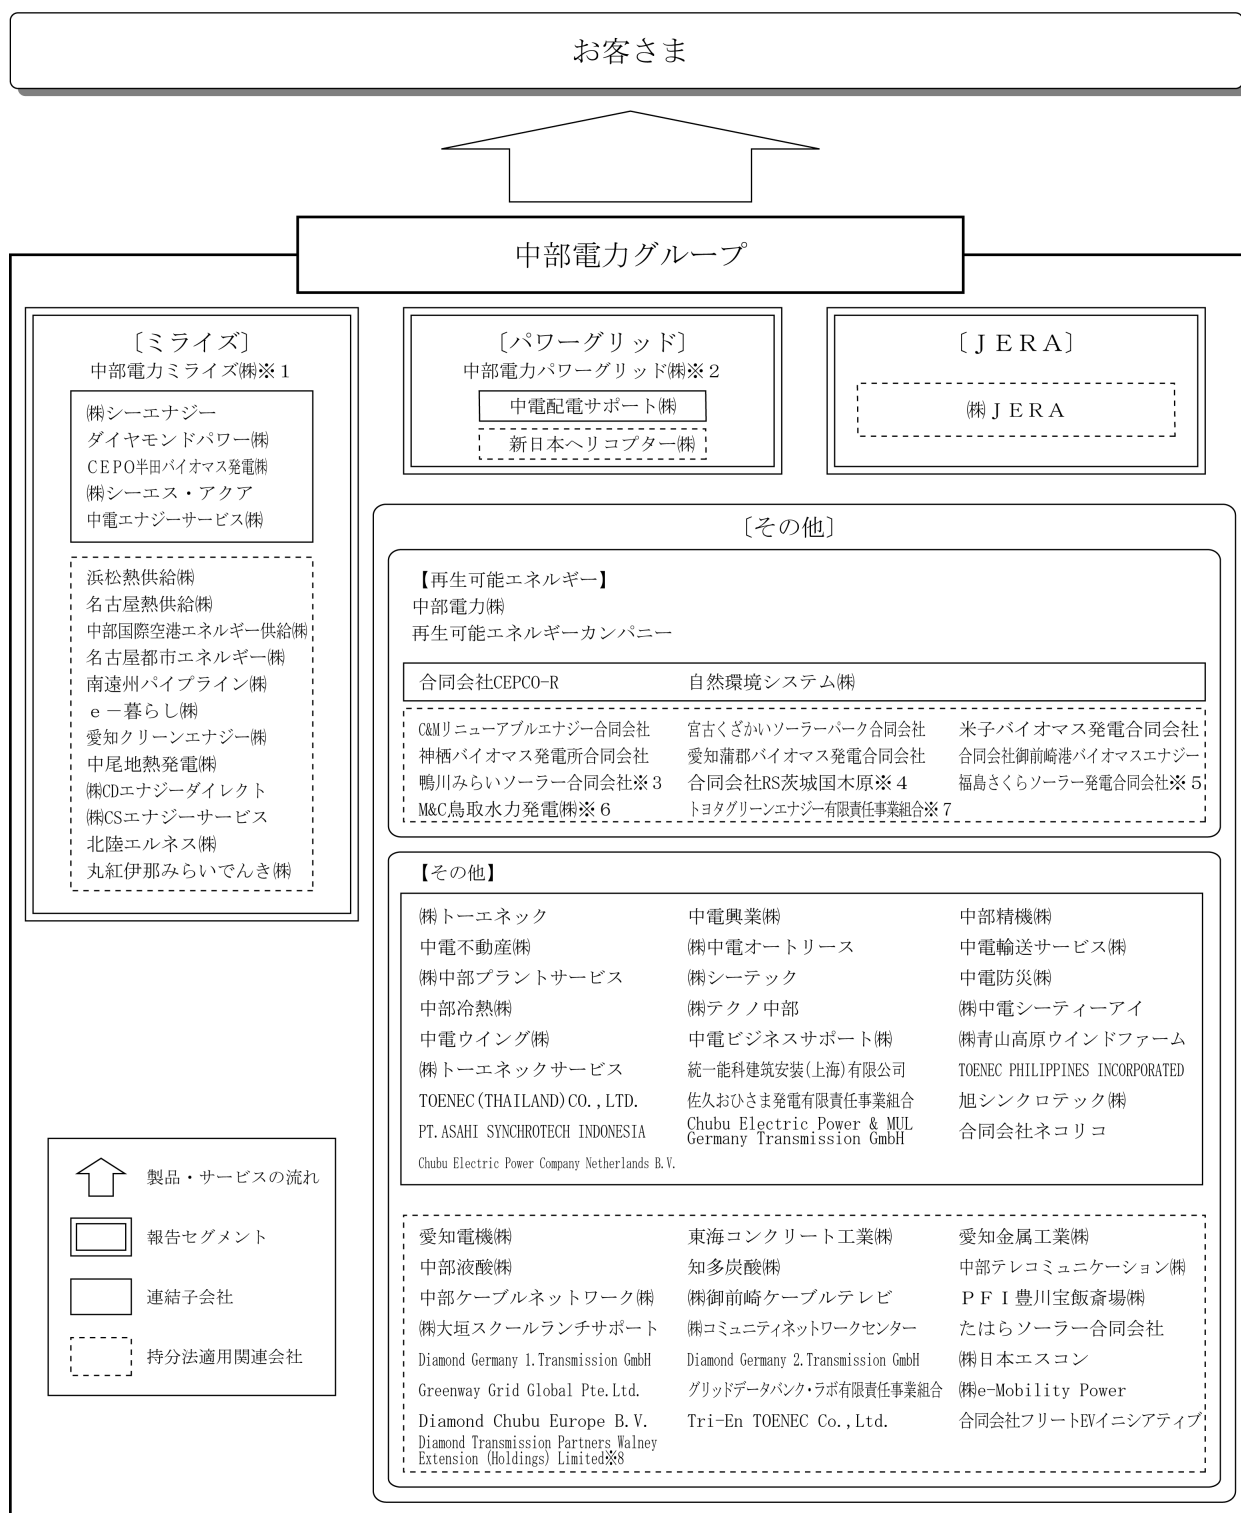 お客さま
中部電力グループ
〔ミライズ〕
中部電力ミライズ㈱※1
㈱シーエナジー
ダイヤモンドパワー㈱
CEPO半田バイオマス発電㈱
㈱シーエス・アクア
中電エナジーサービス㈱
浜松熱供給㈱
名古屋熱供給㈱
中部国際空港エネルギー供給㈱
名古屋都市エネルギー㈱
南遠州パイプライン㈱
e－暮らし㈱
愛知クリーンエナジー㈱
中尾地熱発電㈱
㈱CDエナジーダイレクト
㈱CSエナジーサービス
北陸エルネス㈱
丸紅伊那みらいでんき㈱
〔パワーグリッド〕
中部電力パワーグリッド㈱※2
中電配電サポート㈱
新日本ヘリコプター㈱
〔ＪＥＲＡ〕
㈱ＪＥＲＡ
〔その他〕
【再生可能エネルギー】
中部電力㈱
再生可能エネルギーカンパニー
合同会社CEPCO-R 自然環境システム㈱
C&Mリニューアブルエナジー合同会社 宮古くざかいソーラーパーク合同会社 米子バイオマス発電合同会社
神栖バイオマス発電所合同会社 愛知蒲郡バイオマス発電合同会社 合同会社御前崎港バイオマスエナジー
鴨川みらいソーラー合同会社※3 合同会社RS茨城国木原※4 福島さくらソーラー発電合同会社※5
M&C鳥取水力発電㈱※6 トヨタグリーンエナジー有限責任事業組合※7
【その他】
㈱トーエネック 中電興業㈱ 中部精機㈱
中電不動産㈱ ㈱中電オートリース 中電輸送サービス㈱
㈱中部プラントサービス ㈱シーテック 中電防災㈱
中部冷熱㈱ ㈱テクノ中部 ㈱中電シーティーアイ
中電ウイング㈱ 中電ビジネスサポート㈱ ㈱青山高原ウインドファーム
㈱トーエネックサービス 統一能科建筑安装(上海)有限公司 TOENEC PHILIPPINES INCORPORATED
TOENEC(THAILAND)CO.,LTD. 佐久おひさま発電有限責任事業組合 旭シンクロテック㈱
PT.ASAHI SYNCHROTECH INDONESIA Chubu Electric Power & MUL 合同会社ネコリコ
Germany Transmission GmbH
Chubu Electric Power Company Netherlands B.V.
愛知電機㈱ 東海コンクリート工業㈱ 愛知金属工業㈱
中部液酸㈱ 知多炭酸㈱ 中部テレコミュニケーション㈱
中部ケーブルネットワーク㈱ ㈱御前崎ケーブルテレビ ＰＦＩ豊川宝飯斎場㈱
㈱大垣スクールランチサポート ㈱コミュニティネットワークセンター たはらソーラー合同会社
Diamond Germany 1.Transmission GmbH Diamond Germany 2.Transmission GmbH ㈱日本エスコン
Greenway Grid Global Pte.Ltd. グリッドデータバンク・ラボ有限責任事業組合 ㈱e-Mobility Power
Diamond Chubu Europe B.V. Tri-En TOENEC Co.,Ltd. 合同会社フリートEVイニシアティブ
Diamond Transmission Partners Walney
Extension (Holdings) Limited※8
製品・サービスの流れ
報告セグメント
連結子会社
持分法適用関連会社